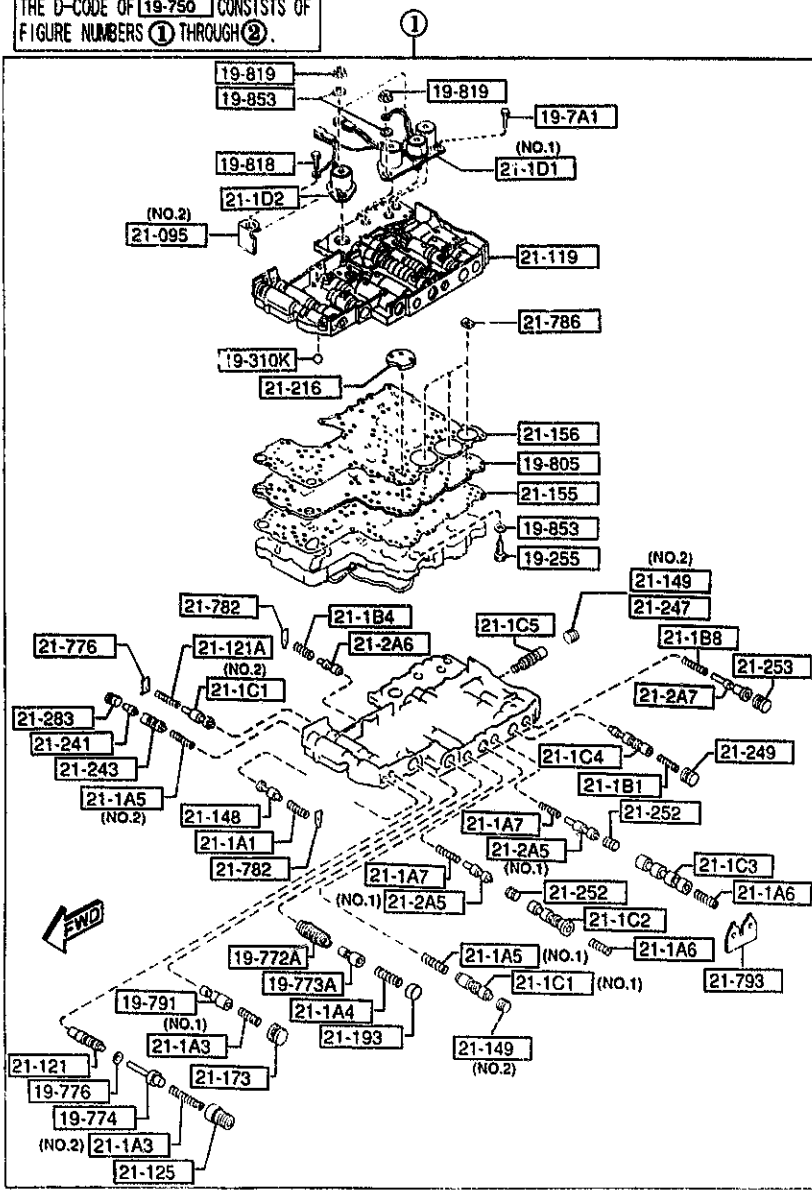 THE D-CODE OF 19-750 CONSISTS OF
FIGURE NUMBERS ① THROUGH ②.
①
19-819
19-853
19-819
19-7A1
19-818
(NO.1)
21-1D1
21-1D2
(NO.2)
21-095
21-119
21-786
19-310K
21-216
21-156
19-805
21-155
19-853
19-255
(NO.2)
21-149
21-247
21-782
21-1B4
21-2A6
21-1C5
21-1B8
21-253
21-2A7
21-776
21-121A
(NO.2)
21-1C1
21-283
21-241
21-243
21-1A5
(NO.2)
21-1C4
21-249
21-1B1
21-148
21-1A1
21-782
21-1A7
21-252
21-2A5
(NO.1)
21-1C3
21-1A6
21-1A7
(NO.1) 21-2A5
21-252
21-1C2
21-1A6
21-793
FWD
19-772A
19-773A
21-1A4
21-193
21-1A5 (NO.1)
21-1C1 (NO.1)
21-149
(NO.2)
19-791
(NO.1)
21-1A3
21-173
21-121
19-776
19-774
(NO.2) 21-1A3
21-125